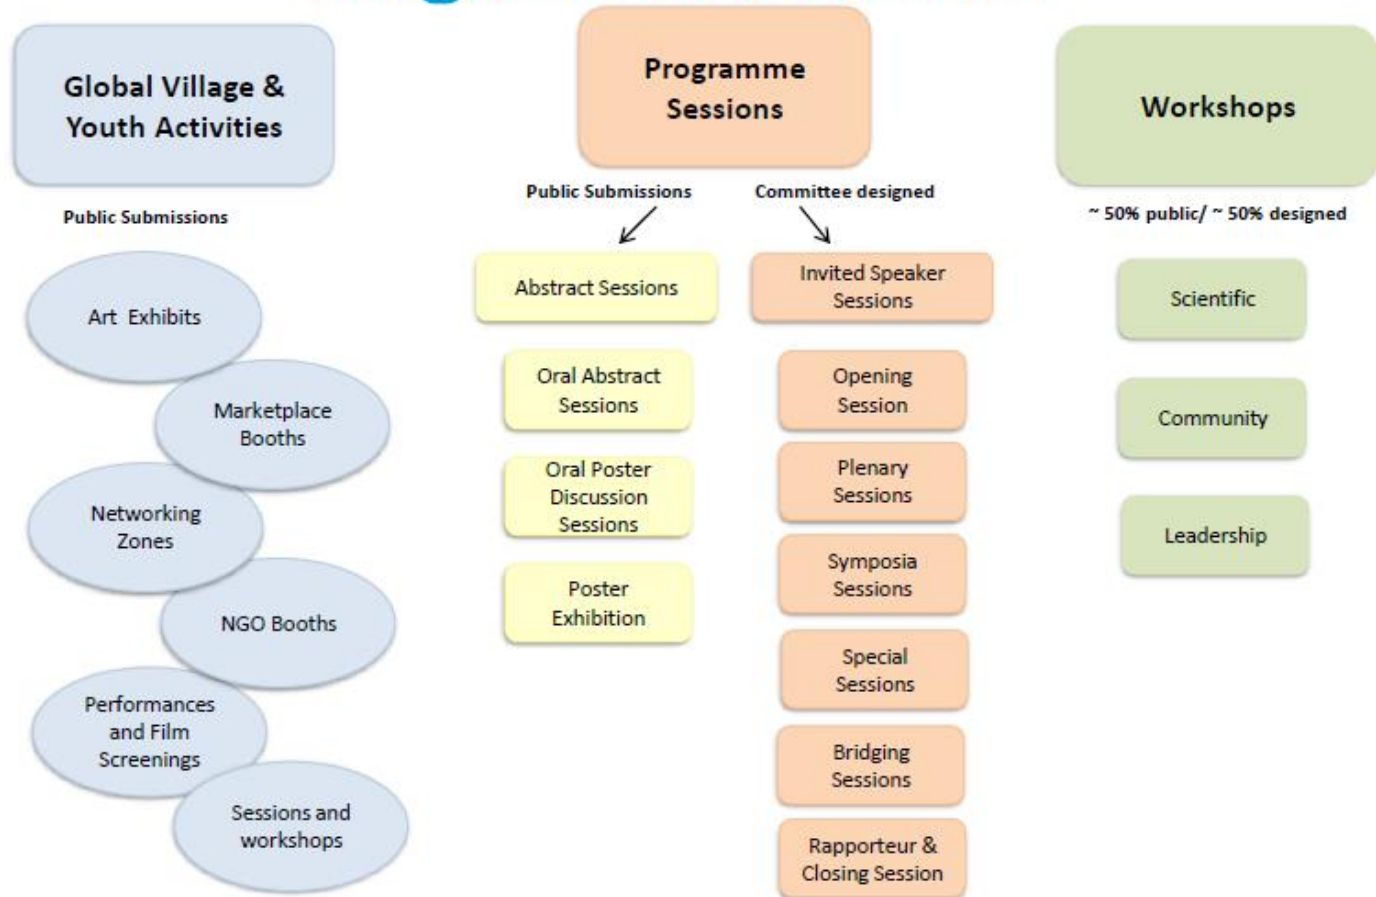 Global Village &
Youth Activities
Public Submissions
Art Exhibits
Marketplace
Booths
Networking
Zones
NGO Booths
Performances
and Film
Screenings
Sessions and
workshops
Programme
Sessions
Public Submissions
Committee designed
Abstract Sessions
Oral Abstract
Sessions
Oral Poster
Discussion
Sessions
Poster
Exhibition
Invited Speaker
Sessions
Opening
Session
Plenary
Sessions
Symposia
Sessions
Special
Sessions
Bridging
Sessions
Rapporteur &
Closing Session
Workshops
~ 50% public/ ~ 50% designed
Scientific
Community
Leadership